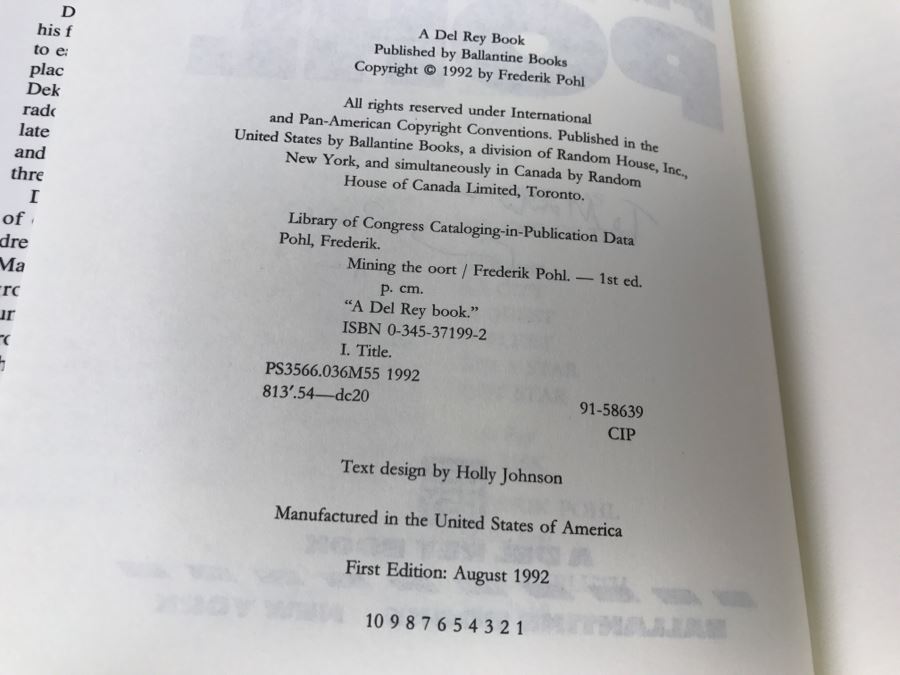 A Del Rey Book
Published by Ballantine Books
Copyright © 1992 by Frederik Pohl
All rights reserved under International
and Pan-American Copyright Conventions. Published in the
United States by Ballantine Books, a division of Random House, Inc.,
New York, and simultaneously in Canada by Random
House of Canada Limited, Toronto.
Library of Congress Cataloging-in-Publication Data
Pohl, Frederik.
Mining the oort / Frederik Pohl. — 1st ed.
p. cm.
“A Del Rey book.”
ISBN 0-345-37199-2
I. Title.
PS3566.036M55 1992
813′.54—dc20
91-58639
CIP
Text design by Holly Johnson
Manufactured in the United States of America
First Edition: August 1992
10 9 8 7 6 5 4 3 2 1